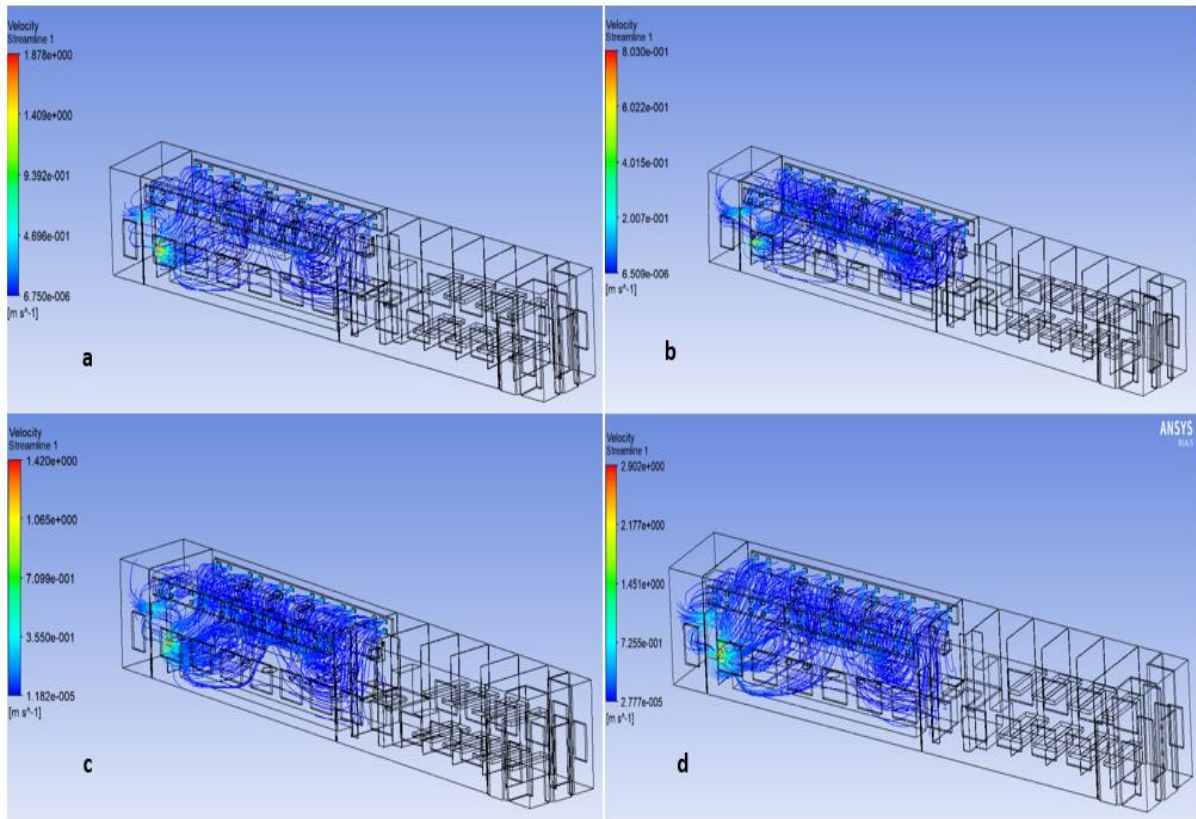 Velocity
Streamline 1
1.878e+000
1.409e+000
9.392e-001
4.696e-001
6.750e-006
[m s^-1]
a
Velocity
Streamline 1
8.030e-001
6.022e-001
4.015e-001
2.007e-001
6.509e-006
[m s^-1]
b
Velocity
Streamline 1
1.420e+000
1.065e+000
7.099e-001
3.550e-001
1.182e-005
[m s^-1]
c
Velocity
Streamline 1
ANSYS
2.902e+000
2.177e+000
1.451e+000
7.255e-001
2.777e-005
[m s^-1]
d